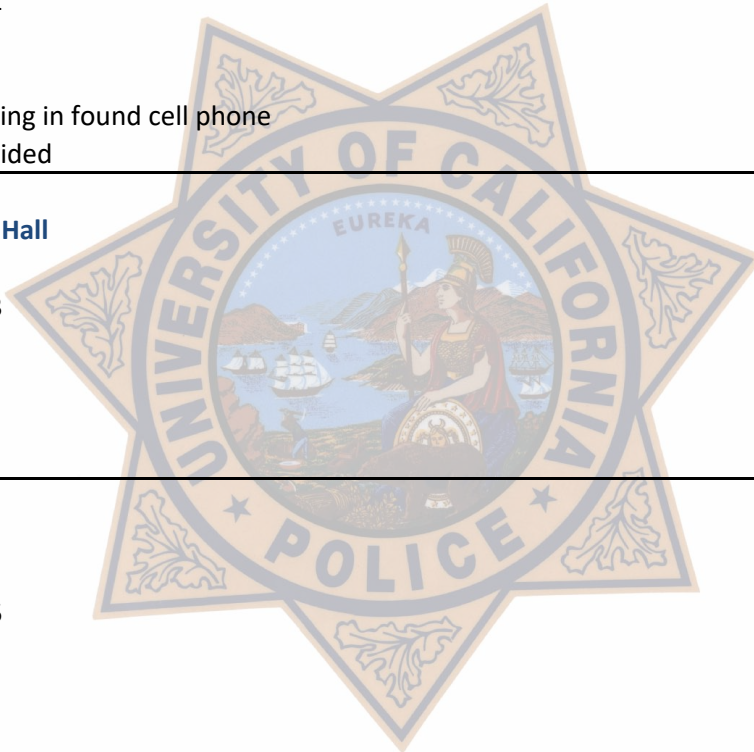 ing in found cell phone
ided
Hall
EUREKA
UNIVERSITY OF CALIFORNIA
POLICE